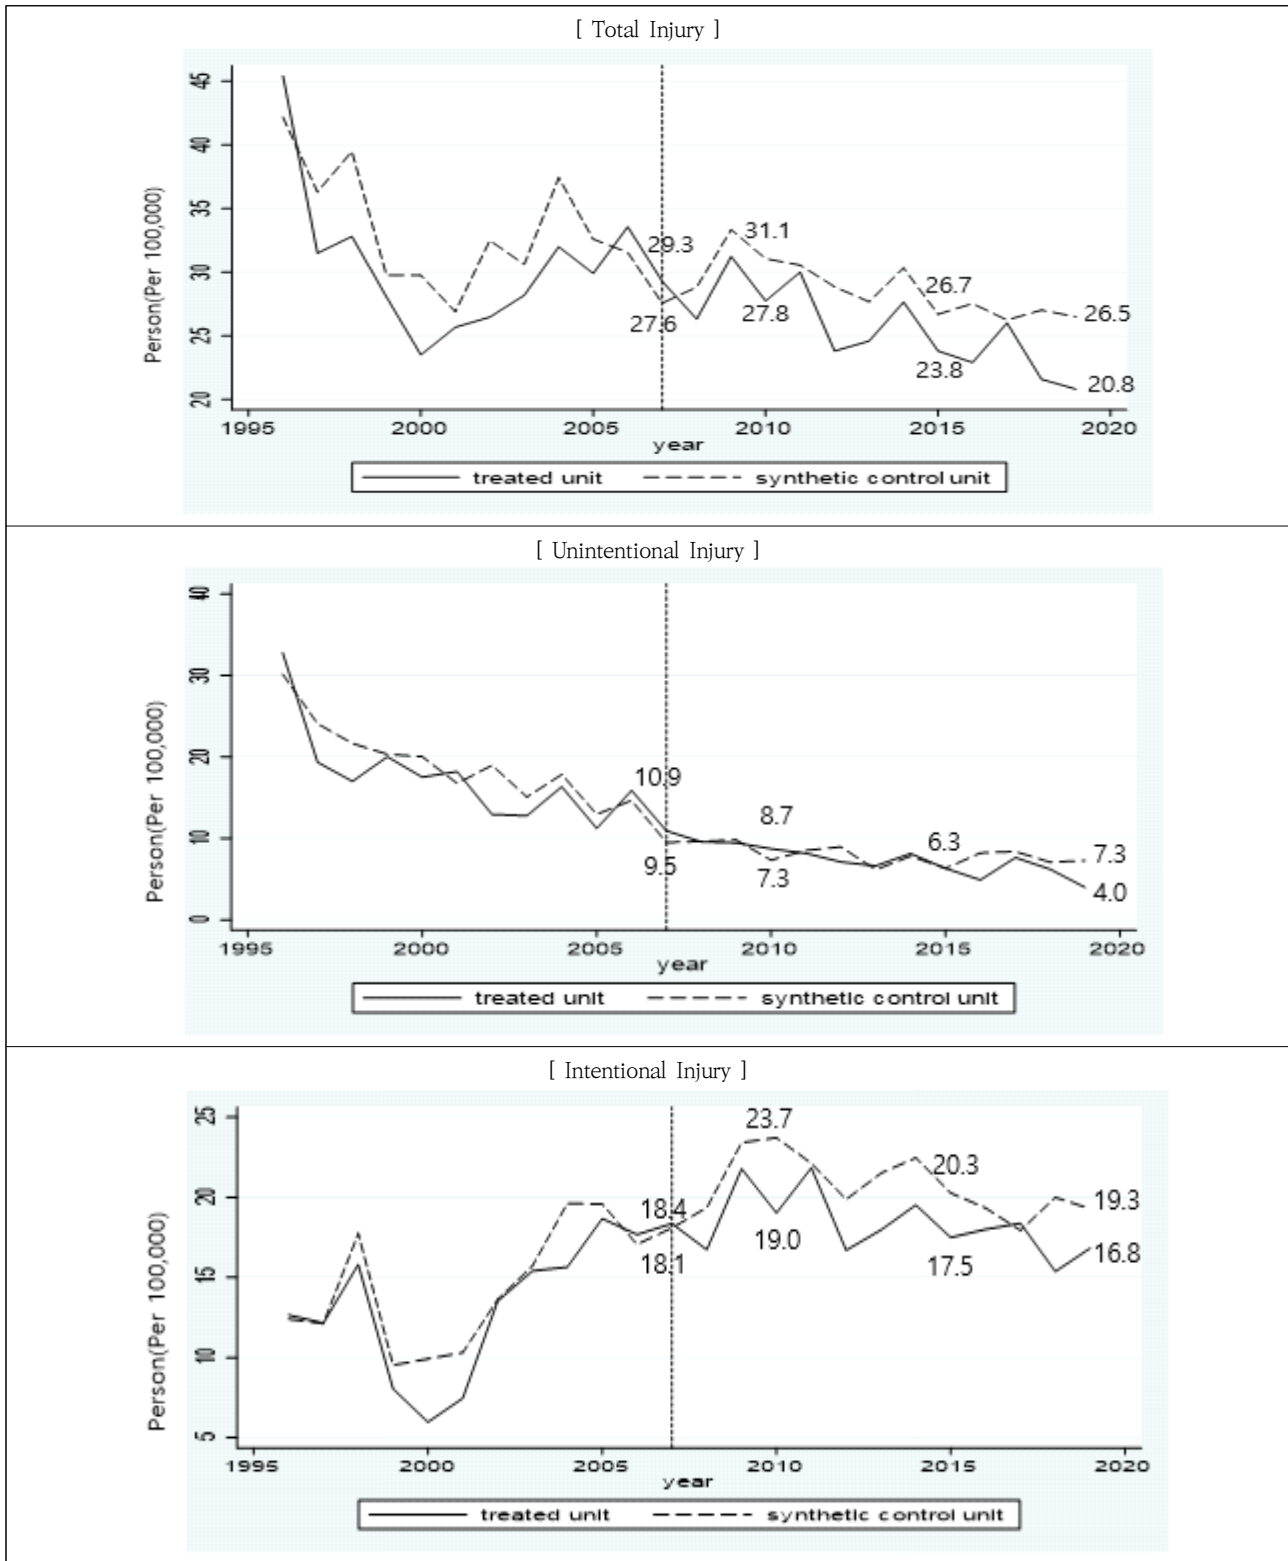 [ Total Injury ]
Person(Per 100,000)
45
40
35
30
25
20
29.3
31.1
27.6
27.8
26.7
26.5
23.8
20.8
1995 2000 2005 2010 2015 2020
year
treated unit synthetic control unit
[ Unintentional Injury ]
Person(Per 100,000)
40
30
20
10
0
10.9
8.7
6.3
7.3
9.5
7.3
4.0
1995 2000 2005 2010 2015 2020
year
treated unit synthetic control unit
[ Intentional Injury ]
Person(Per 100,000)
25
20
15
10
5
23.7
20.3
18.4
19.3
19.0
18.1
17.5
16.8
1995 2000 2005 2010 2015 2020
year
treated unit synthetic control unit